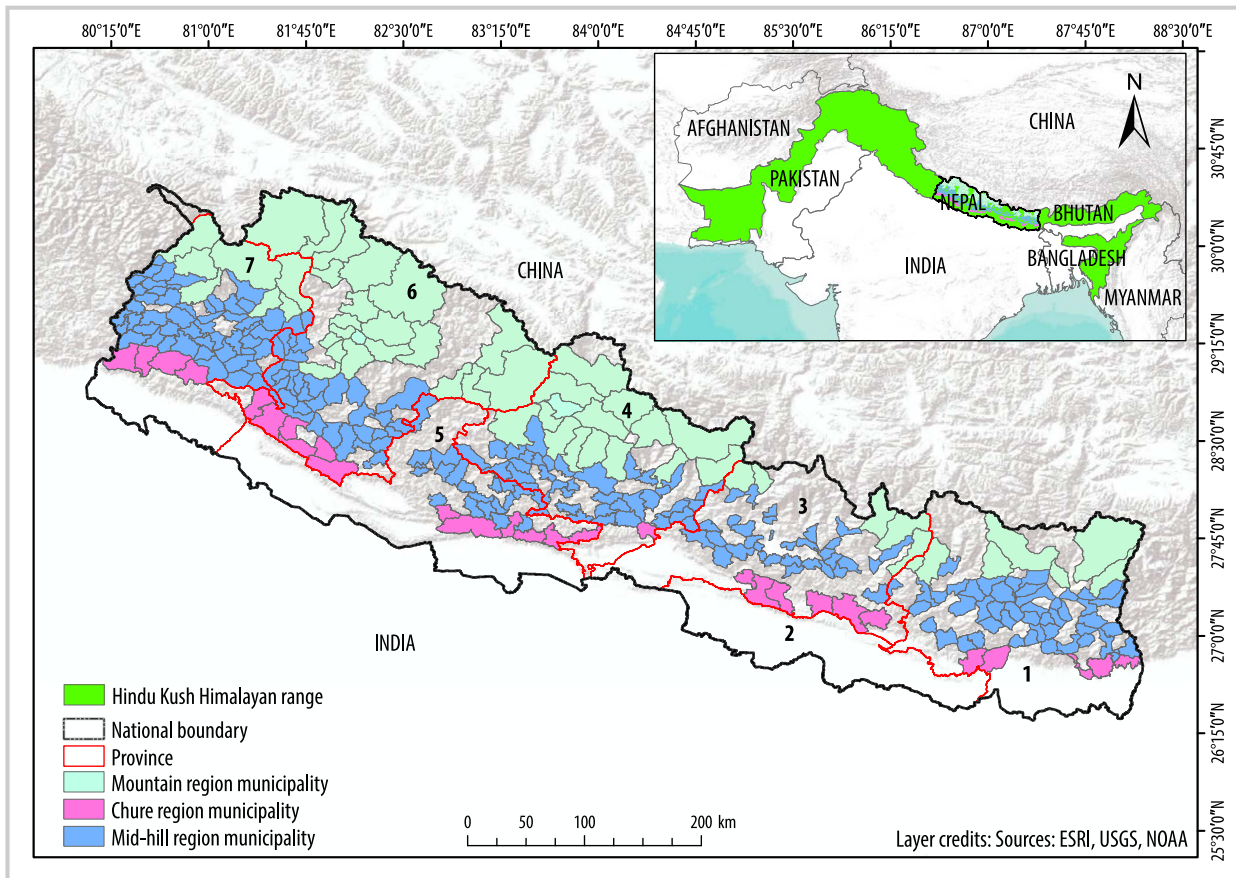 80°15'0"E 81°0'0"E 81°45'0"E 82°30'0"E 83°15'0"E 84°0'0"E 84°45'0"E 85°30'0"E 86°15'0"E 87°0'0"E 87°45'0"E 88°30'0"E
N
AFGHANISTAN
CHINA
PAKISTAN
NEPAL
BHUTAN
INDIA
BANGLADESH
MYANMAR
30°45'0"N
30°0'0"N
29°15'0"N
28°30'0"N
27°45'0"N
27°0'0"N
26°15'0"N
25°30'0"N
7
6
CHINA
4
5
3
2
1
INDIA
Hindu Kush Himalayan range
National boundary
Province
Mountain region municipality
Chure region municipality
Mid-hill region municipality
0 50 100 200 km
Layer credits: Sources: ESRI, USGS, NOAA